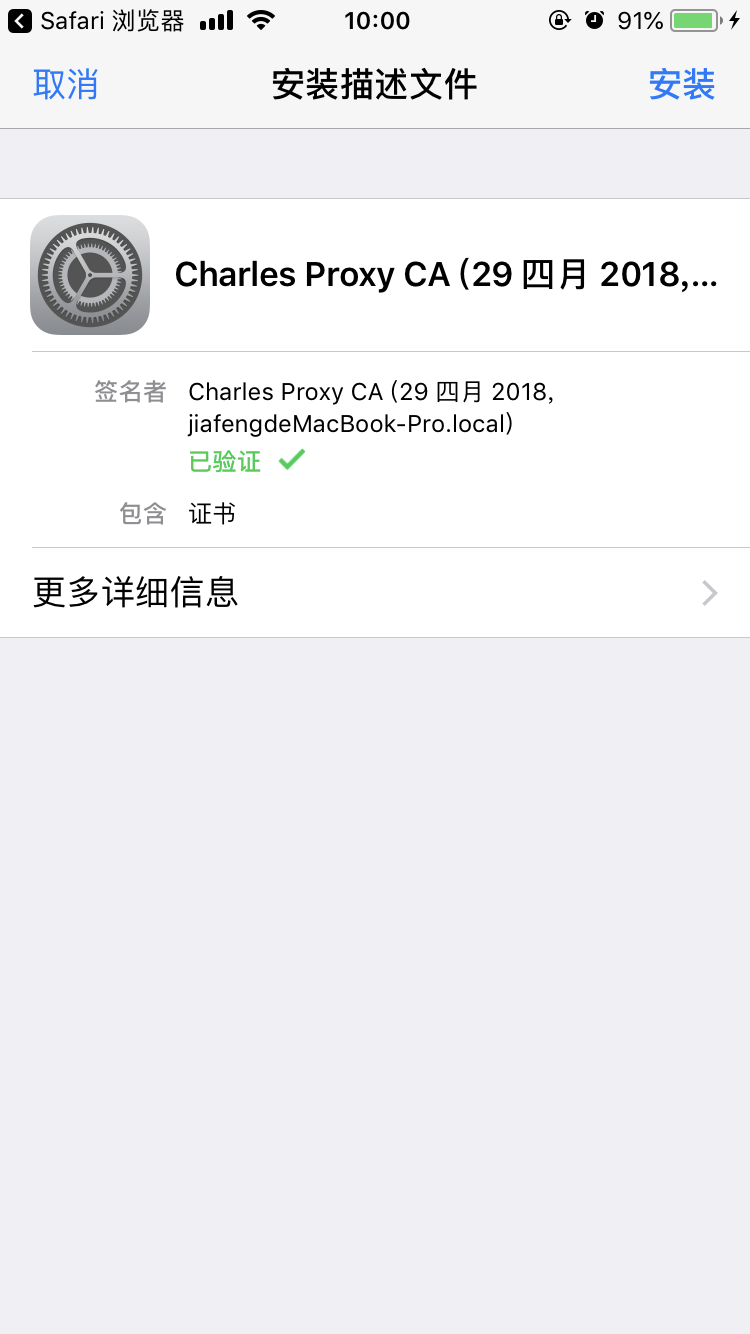 Safari 浏览器 10:00 91%
取消 安装描述文件 安装
Charles Proxy CA (29 四月 2018,...
签名者 Charles Proxy CA (29 四月 2018,
jiafengdeMacBook-Pro.local)
已验证
包含 证书
更多详细信息